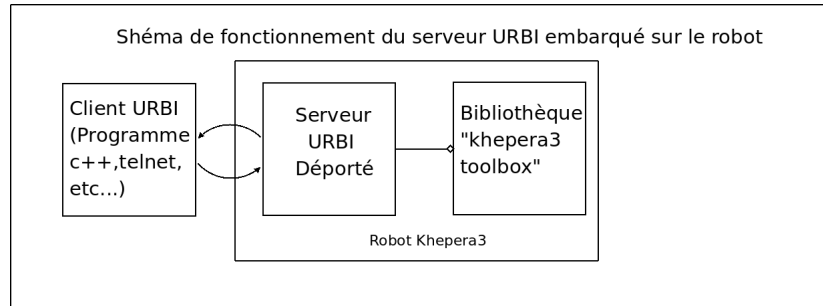 Shéma de fonctionnement du serveur URBI embarqué sur le robot
Client URBI
(Programme
c++,telnet,
etc...)
Serveur
URBI
Déporté
Bibliothèque
"khepera3
toolbox"
Robot Khepera3